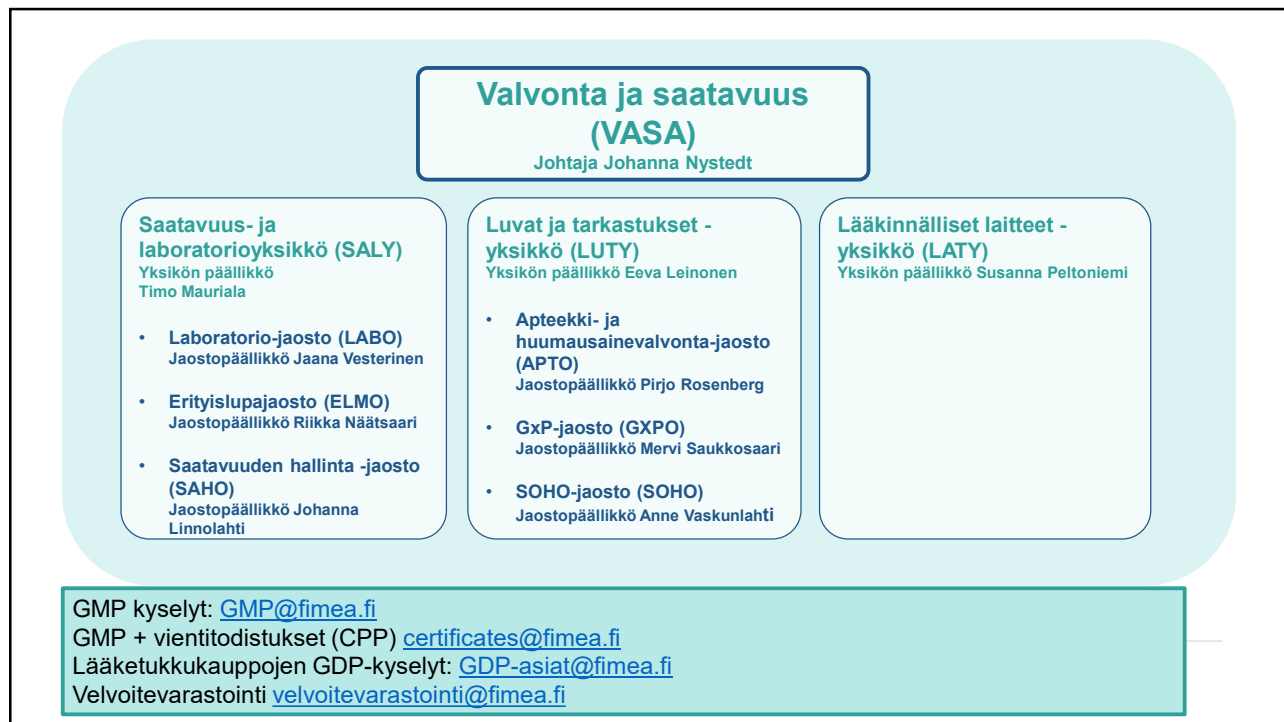 Valvonta ja saatavuus
(VASA)
Johtaja Johanna Nystedt
Saatavuus- ja
laboratorioyksikkö (SALY)
Yksikön päällikkö
Timo Mauriala
• Laboratorio-jaosto (LABO)
Jaostopäällikkö Jaana Vesterinen
• Erityislupajaosto (ELMO)
Jaostopäällikkö Riikka Näätsaari
• Saatavuuden hallinta -jaosto
(SAHO)
Jaostopäällikkö Johanna
Linnolahti
Luvat ja tarkastukset -
yksikkö (LUTY)
Yksikön päällikkö Eeva Leinonen
• Apteekki- ja
huumausainevalvonta-jaosto
(APTO)
Jaostopäällikkö Pirjo Rosenberg
• GxP-jaosto (GXPO)
Jaostopäällikkö Mervi Saukkosaari
• SOHO-jaosto (SOHO)
Jaostopäällikkö Anne Vaskunlahti
Lääkinnälliset laitteet -
yksikkö (LATY)
Yksikön päällikkö Susanna Peltoniemi
GMP kyselyt: GMP@fimea.fi
GMP + vientitodistukset (CPP) certificates@fimea.fi
Lääketukkukauppojen GDP-kyselyt: GDP-asiat@fimea.fi
Velvoitevarastointi velvoitevarastointi@fimea.fi